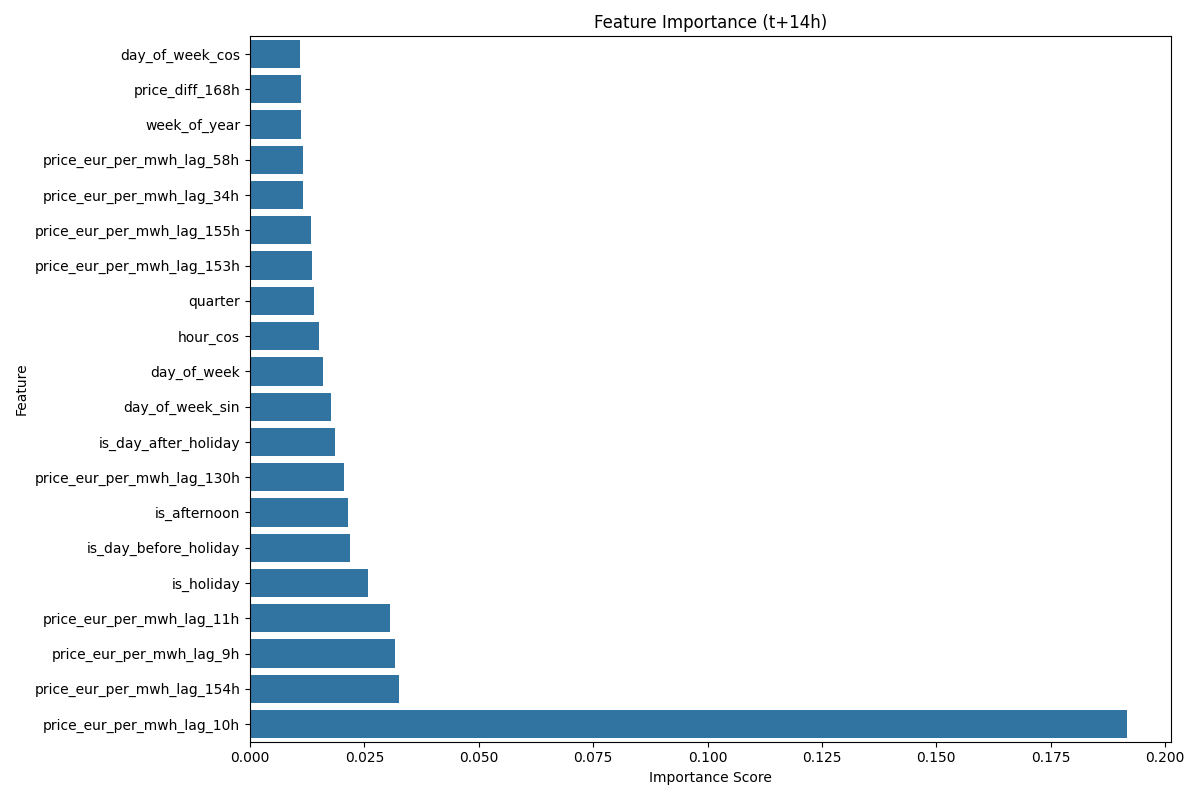 Feature Importance (t+14h)
Feature
day_of_week_cos
price_diff_168h
week_of_year
price_eur_per_mwh_lag_58h
price_eur_per_mwh_lag_34h
price_eur_per_mwh_lag_155h
price_eur_per_mwh_lag_153h
quarter
hour_cos
day_of_week
day_of_week_sin
is_day_after_holiday
price_eur_per_mwh_lag_130h
is_afternoon
is_day_before_holiday
is_holiday
price_eur_per_mwh_lag_11h
price_eur_per_mwh_lag_9h
price_eur_per_mwh_lag_154h
price_eur_per_mwh_lag_10h
0.000 0.025 0.050 0.075 0.100 0.125 0.150 0.175 0.200
Importance Score